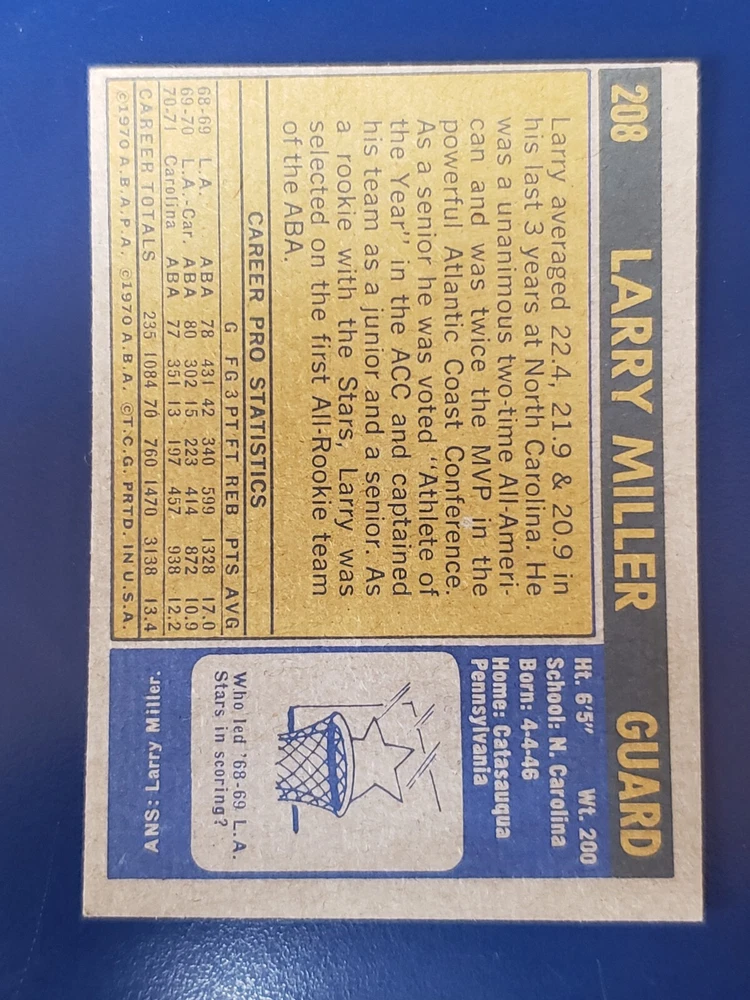 208 LARRY MILLER GUARD
Larry averaged 22.4, 21.9 & 20.9 in
his last 3 years at North Carolina. He
was a unanimous two-time All-Ameri-
can and was twice the MVP in the
powerful Atlantic Coast Conference.
As a senior he was voted "Athlete of
the Year" in the ACC and captained
his team as a junior and a senior. As
a rookie with the Stars, Larry was
selected on the first All-Rookie team
of the ABA.
CAREER PRO STATISTICS
G FG 3PT FT REB PTS AVG
68-69 L.A. ABA 78 431 42 340 599 1328 17.0
69-70 L.A.-Car. ABA 80 302 15 223 414 872 10.9
70-71 Carolina ABA 77 351 13 197 457 938 12.2
CAREER TOTALS 235 1084 70 760 1470 3138 13.4
©1970 A.B.A.P.A. ©1970 A.B.A. ©T.C.G. PRTD. IN U.S.A.
Ht. 6'5" Wt. 200
School: N. Carolina
Born: 4-4-46
Home: Catasauqua
Pennsylvania
Who led '68-69 L.A.
Stars in scoring?
ANS: Larry Miller.